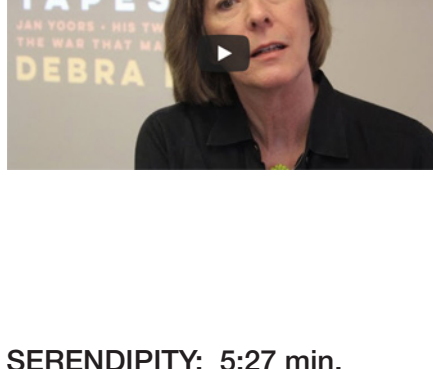 JAN YOORS • HIS
THE WAR THAT
DEBRA
SERENDIPITY: 5:27 min.